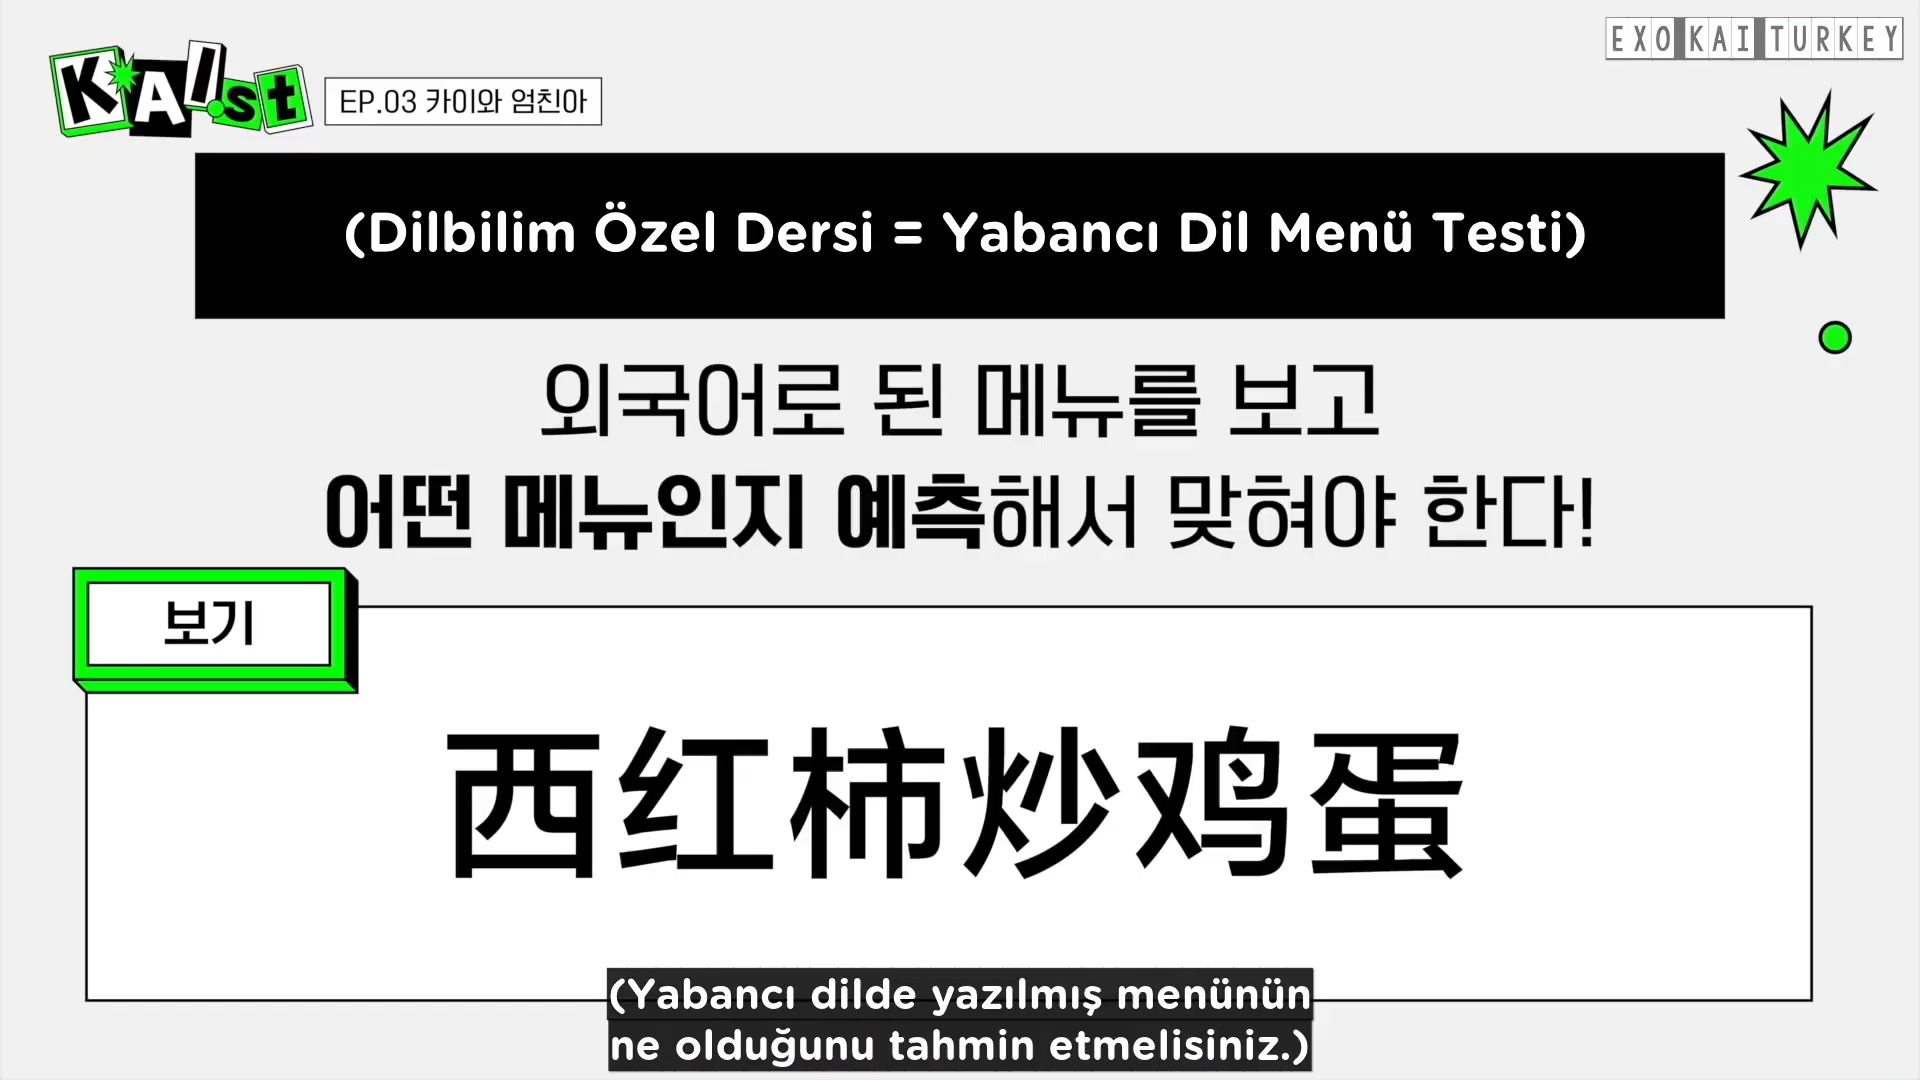 EXO KAI TURKEY
KAI.st
EP.03 카이와 엄친아
(Dilbilim Özel Dersi = Yabancı Dil Menü Testi)
외국어로 된 메뉴를 보고
어떤 메뉴인지 예측해서 맞혀야 한다!
보기
西红柿炒鸡蛋
(Yabancı dilde yazılmış menünün
ne olduğunu tahmin etmelisiniz.)